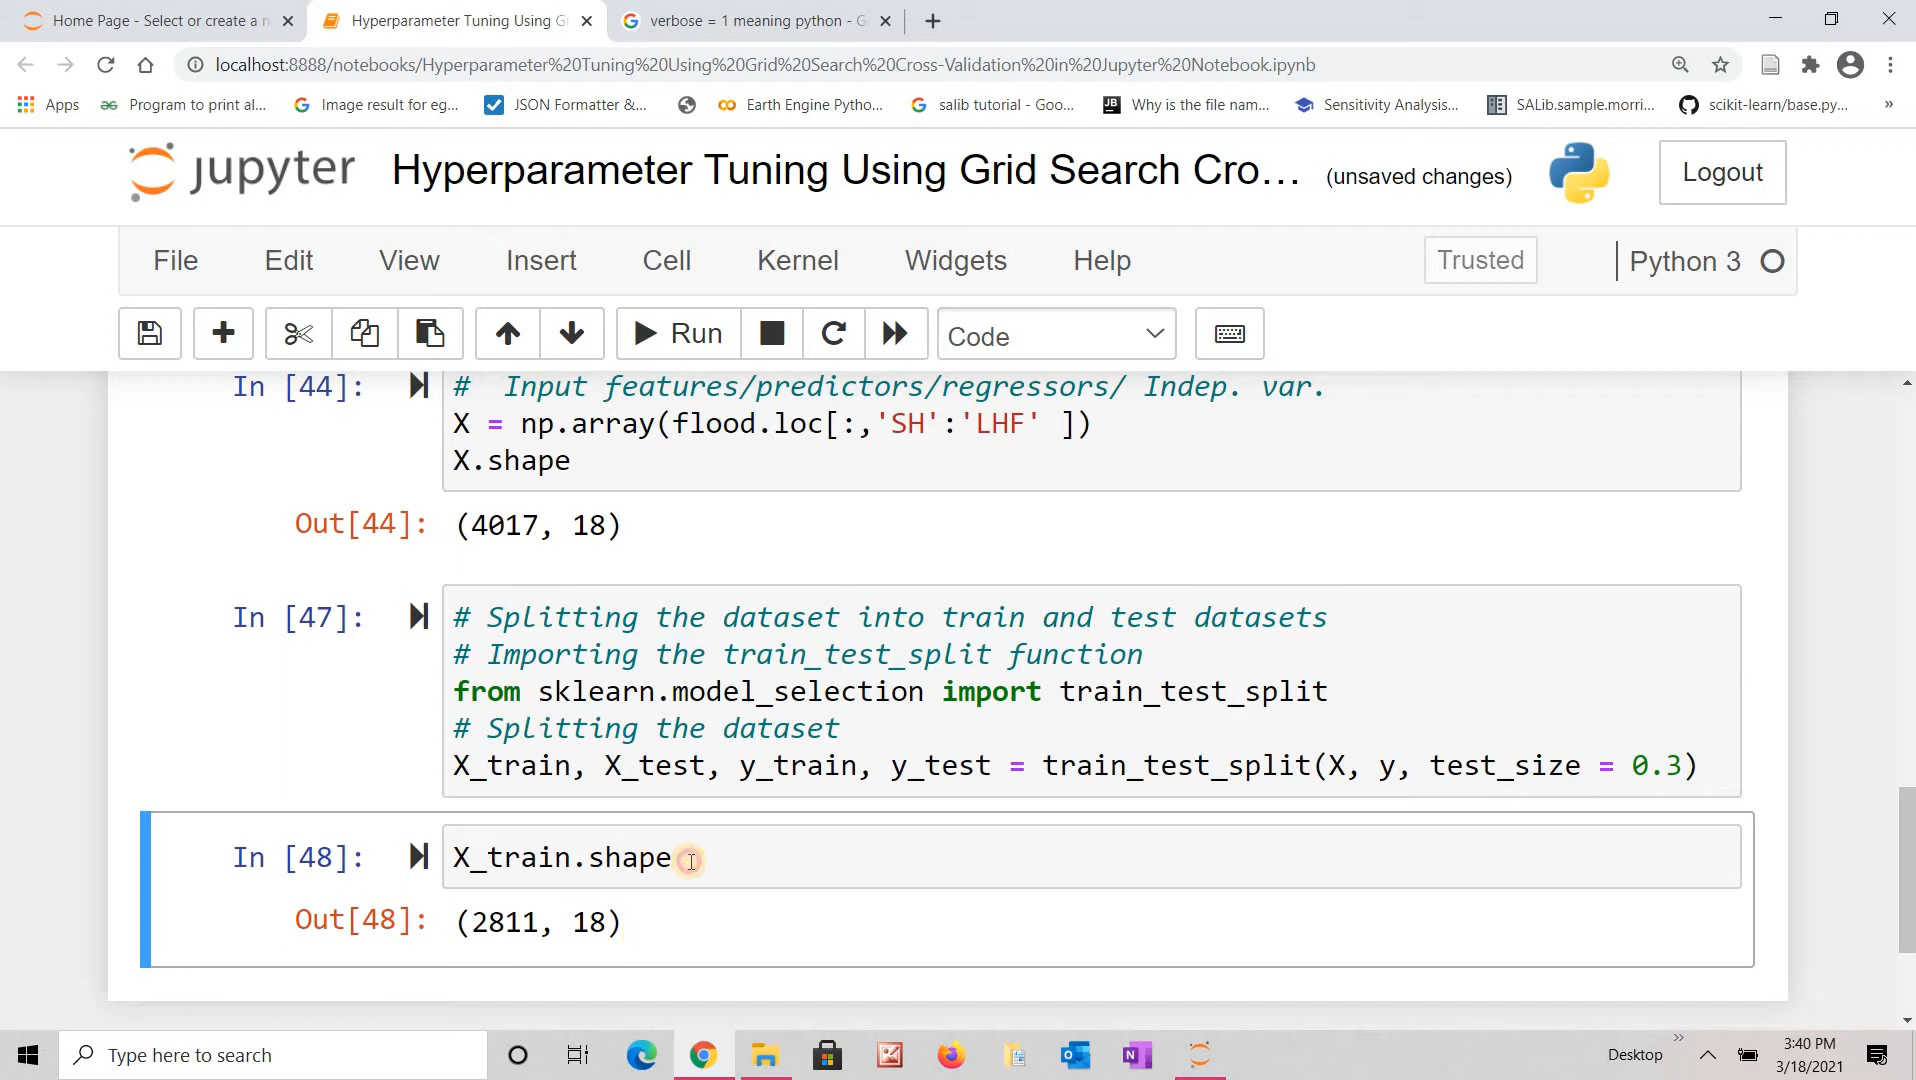 Home Page - Select or create a n
Hyperparameter Tuning Using G
verbose = 1 meaning python - G
localhost:8888/notebooks/Hyperparameter%20Tuning%20Using%20Grid%20Search%20Cross-Validation%20in%20Jupyter%20Notebook.ipynb
Apps
Program to print al...
Image result for eg...
JSON Formatter &...
Earth Engine Pytho...
salib tutorial - Goo...
Why is the file nam...
Sensitivity Analysis...
SALib.sample.morri...
scikit-learn/base.py...
»
jupyter
Hyperparameter Tuning Using Grid Search Cro...
(unsaved changes)
Logout
File
Edit
View
Insert
Cell
Kernel
Widgets
Help
Trusted
Python 3
Run
Code
In [44]:
# Input features/predictors/regressors/ Indep. var.
X = np.array(flood.loc[:,'SH':'LHF' ])
X.shape
Out[44]: (4017, 18)
In [47]:
# Splitting the dataset into train and test datasets
# Importing the train_test_split function
from sklearn.model_selection import train_test_split
# Splitting the dataset
X_train, X_test, y_train, y_test = train_test_split(X, y, test_size = 0.3)
In [48]:
X_train.shape
Out[48]: (2811, 18)
Type here to search
Desktop
»
3:40 PM
3/18/2021